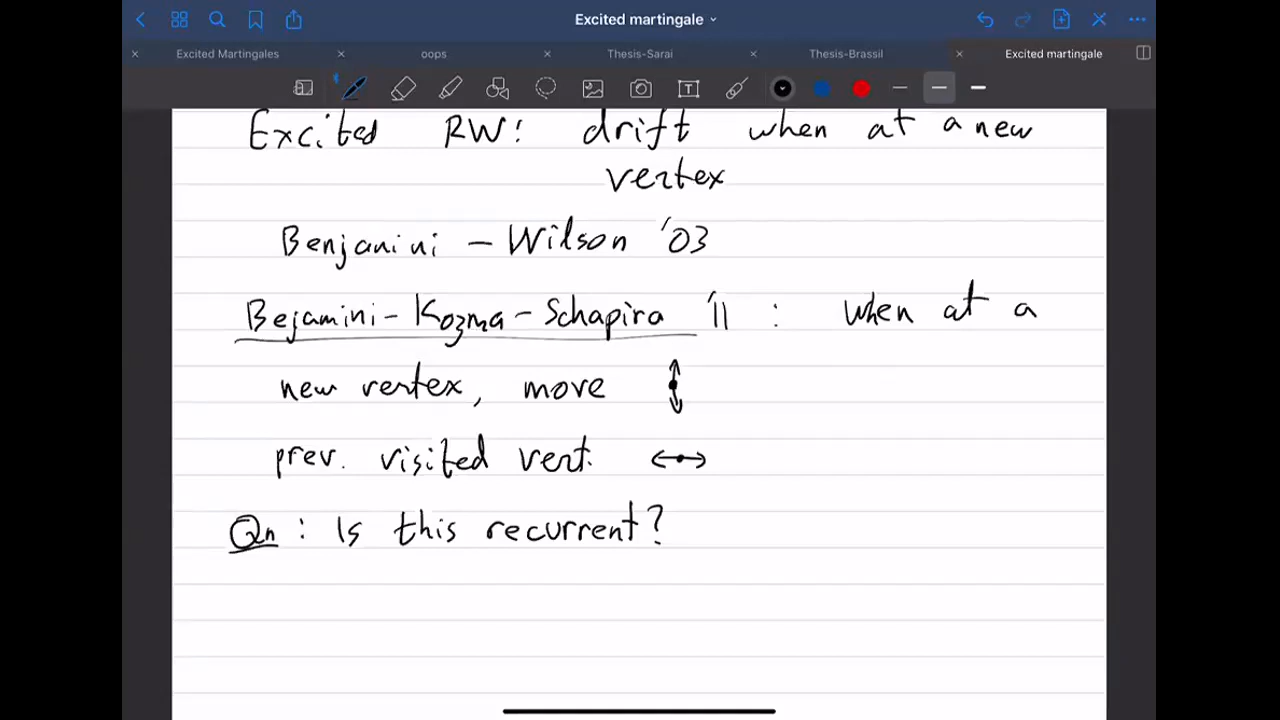 Excited martingale
Excited Martingales
oops
Thesis-Sarai
Thesis-Brassil
Excited martingale
Excited RW: drift when at a new
vertex
Benjanini - Wilson '03
Bejamini - Kozma - Schapira '11 : when at a
new vertex, move ↕
prev. visited vert. ↔
Qn : Is this recurrent?